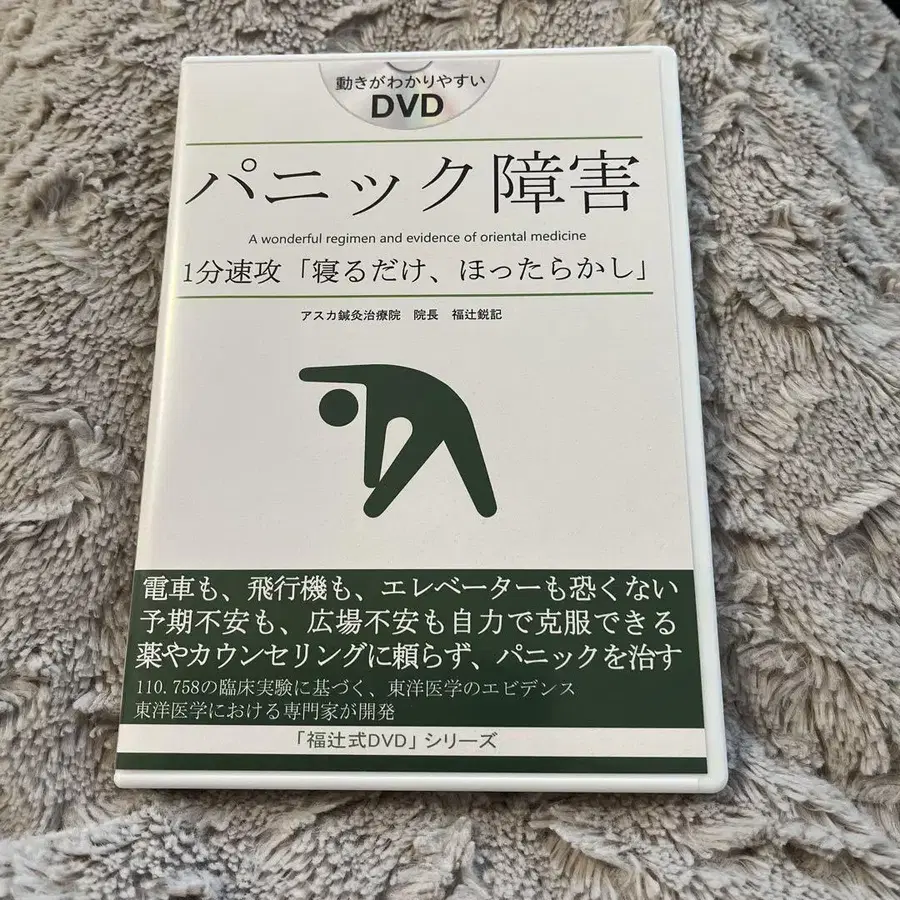 動きがわかりやすい
DVD
パニック障害
A wonderful regimen and evidence of oriental medicine
1分速攻「寝るだけ、ほったらかし」
アスカ鍼灸治療院 院長 福辻鋭記
電車も、飛行機も、エレベーターも恐くない
予期不安も、広場不安も自力で克服できる
薬やカウンセリングに頼らず、パニックを治す
110.758の臨床実験に基づく、東洋医学のエビデンス
東洋医学における専門家が開発
「福辻式DVD」シリーズ